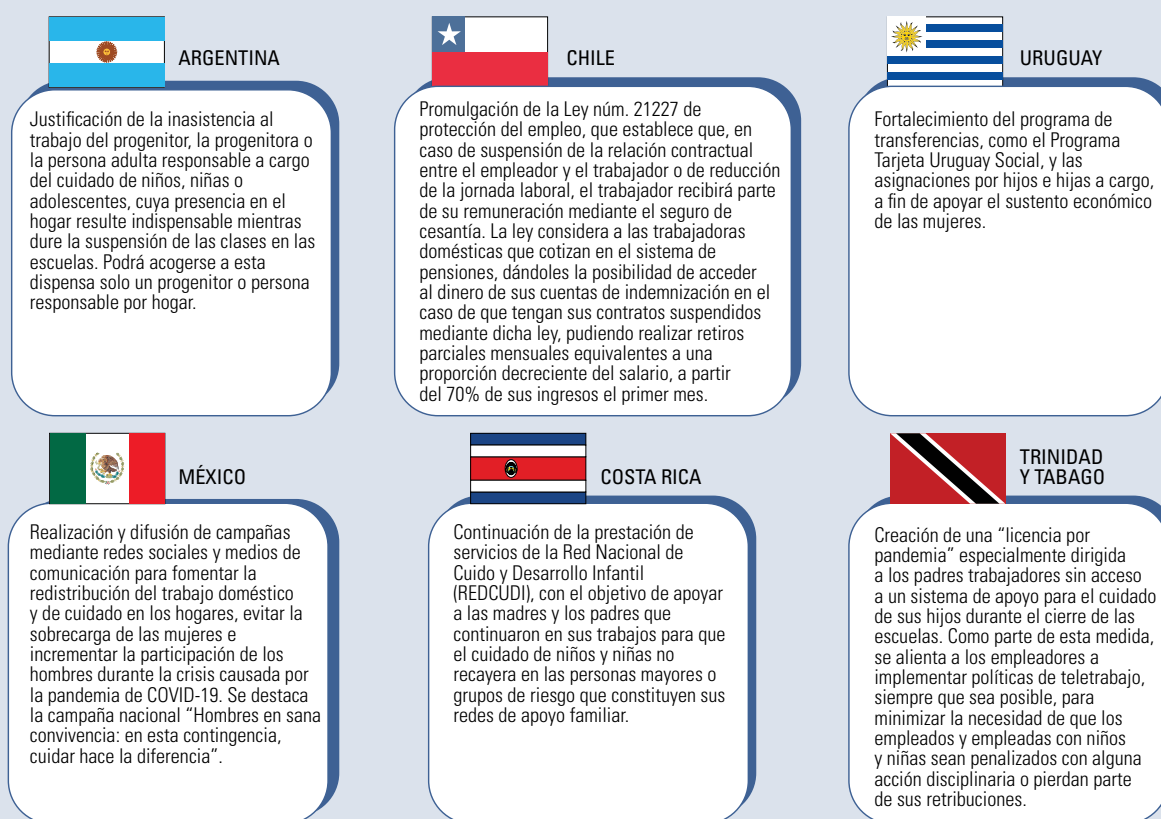 ARGENTINA
Justificación de la inasistencia al
trabajo del progenitor, la progenitora o
la persona adulta responsable a cargo
del cuidado de niños, niñas o
adolescentes, cuya presencia en el
hogar resulte indispensable mientras
dure la suspensión de las clases en las
escuelas. Podrá acogerse a esta
dispensa solo un progenitor o persona
responsable por hogar.
CHILE
Promulgación de la Ley núm. 21227 de
protección del empleo, que establece que, en
caso de suspensión de la relación contractual
entre el empleador y el trabajador o de reducción
de la jornada laboral, el trabajador recibirá parte
de su remuneración mediante el seguro de
cesantía. La ley considera a las trabajadoras
domésticas que cotizan en el sistema de
pensiones, dándoles la posibilidad de acceder
al dinero de sus cuentas de indemnización en el
caso de que tengan sus contratos suspendidos
mediante dicha ley, pudiendo realizar retiros
parciales mensuales equivalentes a una
proporción decreciente del salario, a partir
del 70% de sus ingresos el primer mes.
URUGUAY
Fortalecimiento del programa de
transferencias, como el Programa
Tarjeta Uruguay Social, y las
asignaciones por hijos e hijas a cargo,
a fin de apoyar el sustento económico
de las mujeres.
MÉXICO
Realización y difusión de campañas
mediante redes sociales y medios de
comunicación para fomentar la
redistribución del trabajo doméstico
y de cuidado en los hogares, evitar la
sobrecarga de las mujeres e
incrementar la participación de los
hombres durante la crisis causada por
la pandemia de COVID-19. Se destaca
la campaña nacional “Hombres en sana
convivencia: en esta contingencia,
cuidar hace la diferencia”.
COSTA RICA
Continuación de la prestación de
servicios de la Red Nacional de
Cuido y Desarrollo Infantil
(REDCUDI), con el objetivo de apoyar
a las madres y los padres que
continuaron en sus trabajos para que
el cuidado de niños y niñas no
recayera en las personas mayores o
grupos de riesgo que constituyen sus
redes de apoyo familiar.
TRINIDAD
Y TABAGO
Creación de una “licencia por
pandemia” especialmente dirigida
a los padres trabajadores sin acceso
a un sistema de apoyo para el cuidado
de sus hijos durante el cierre de las
escuelas. Como parte de esta medida,
se alienta a los empleadores a
implementar políticas de teletrabajo,
siempre que sea posible, para
minimizar la necesidad de que los
empleados y empleadas con niños
y niñas sean penalizados con alguna
acción disciplinaria o pierdan parte
de sus retribuciones.